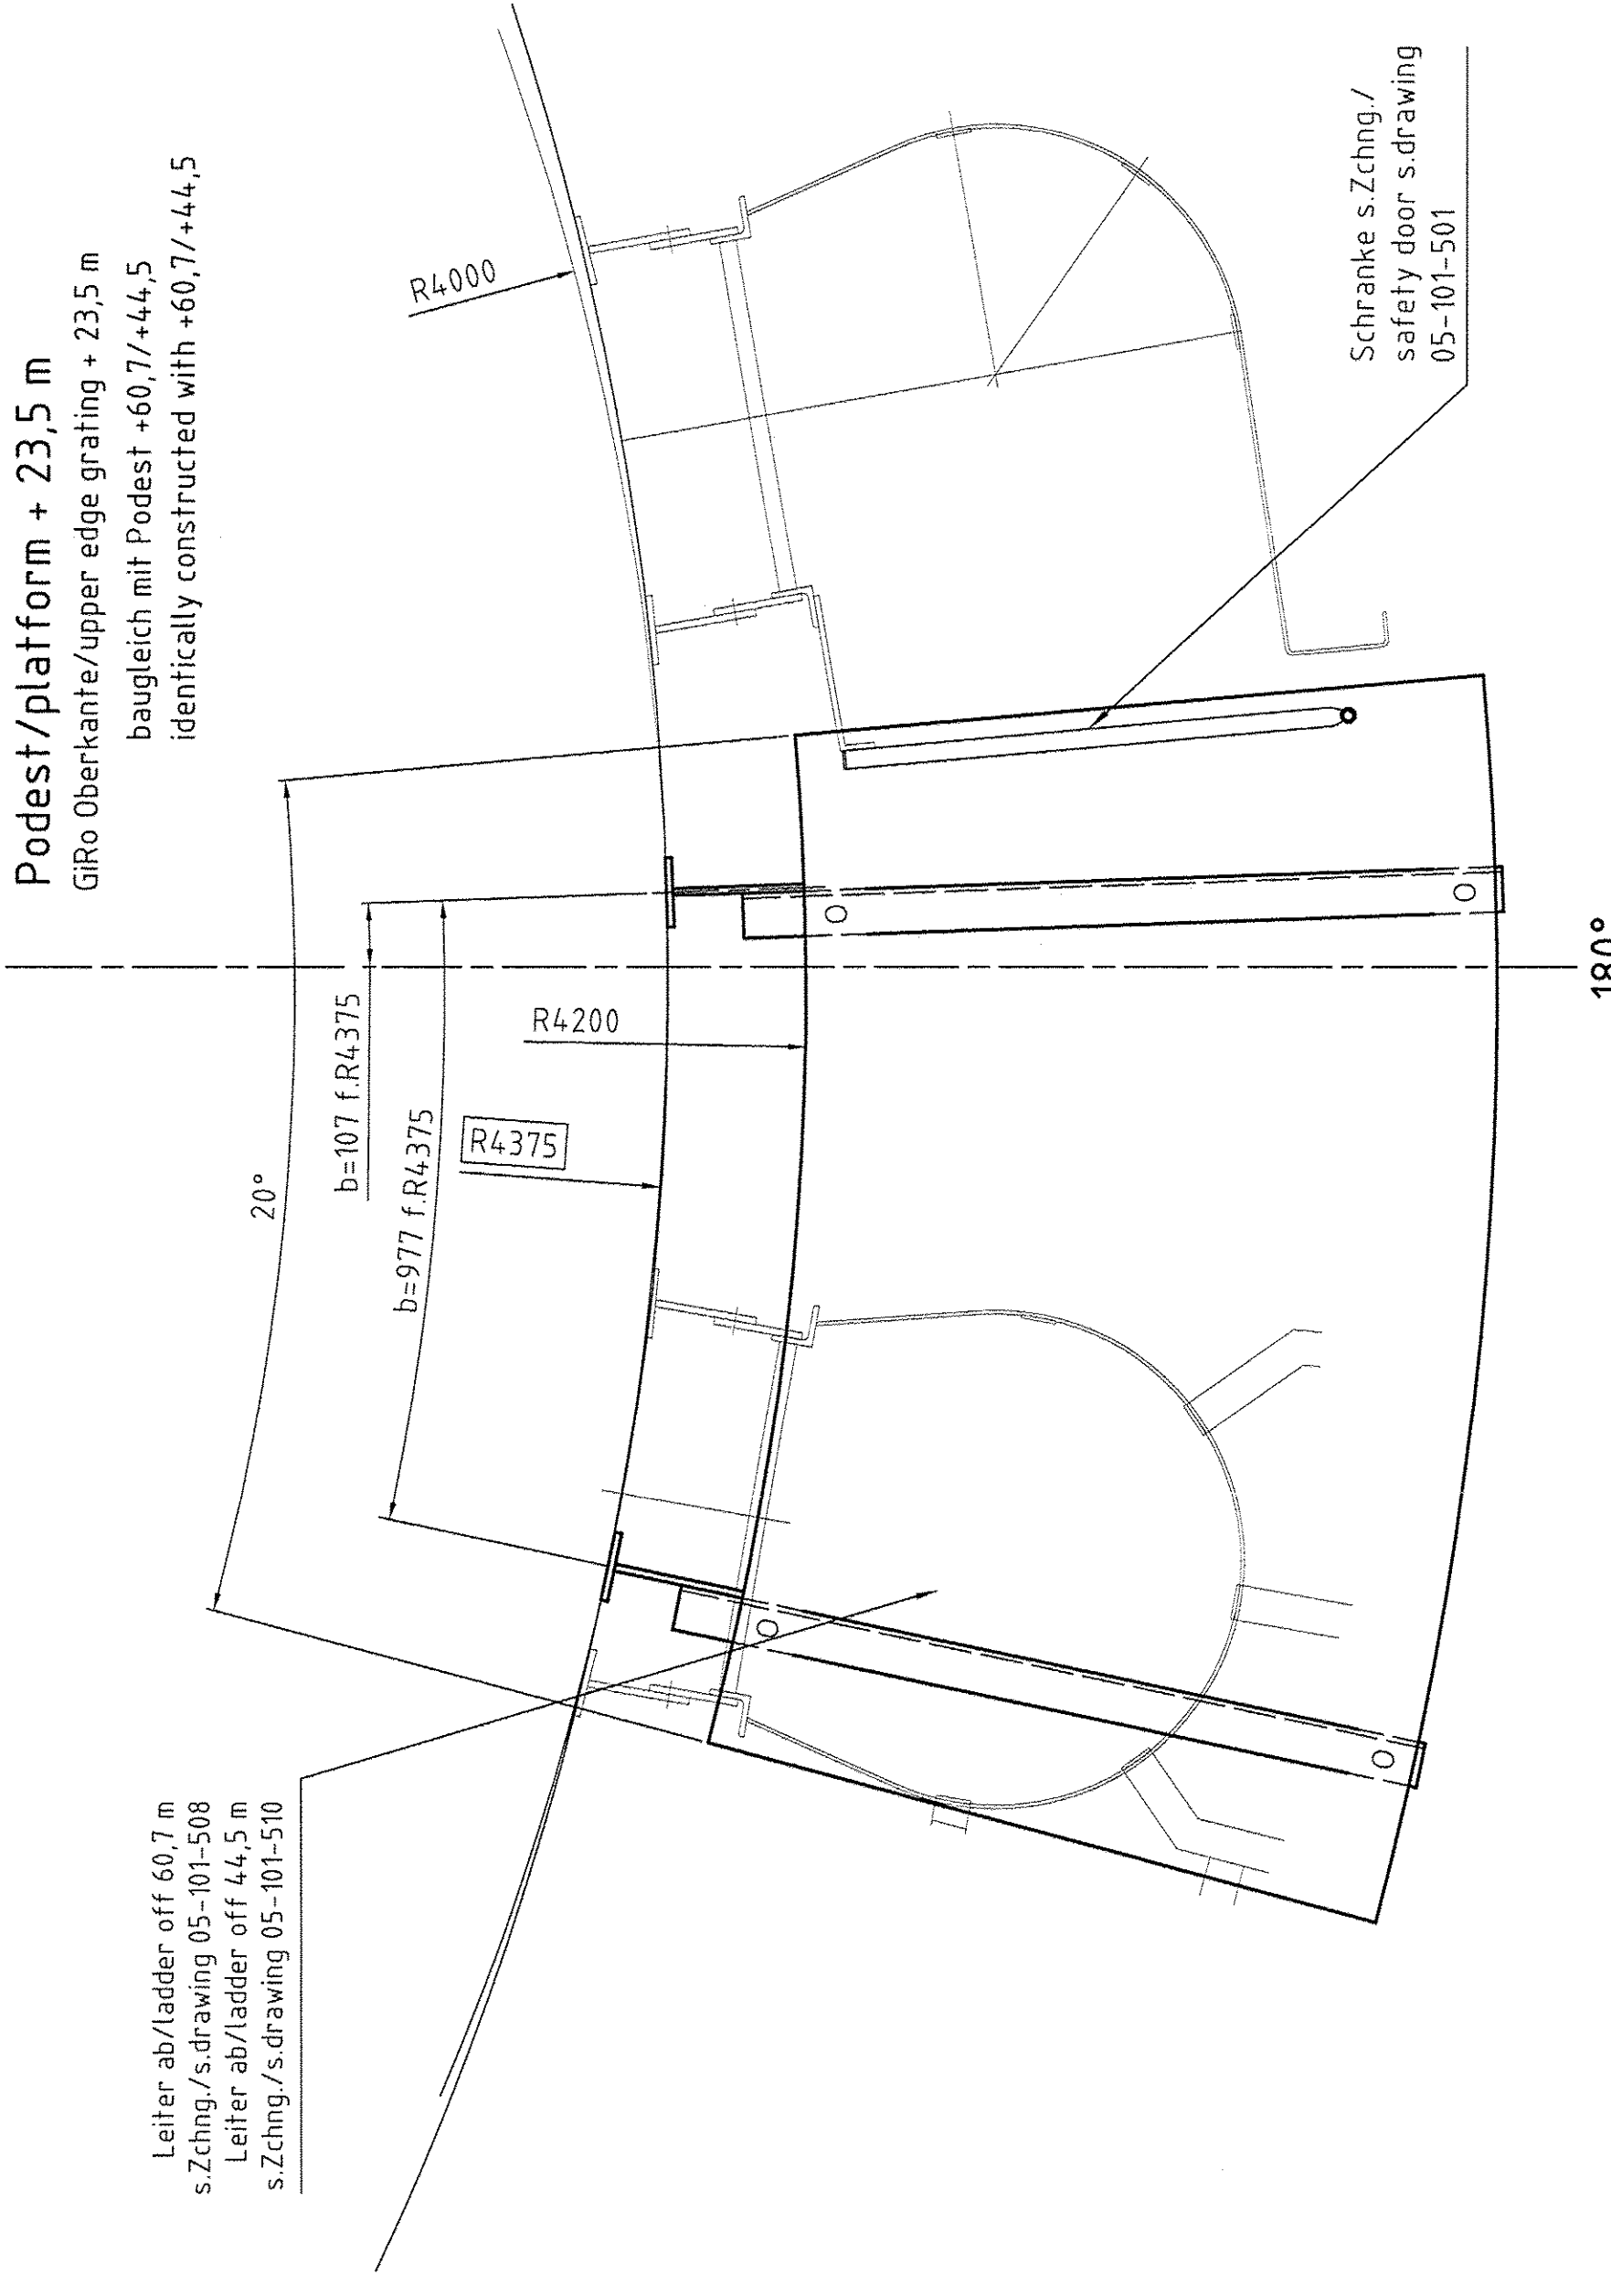 Podest/platform + 23,5 m
GiRo Oberkante/upper edge grating + 23,5 m
baugleich mit Podest +60,7/+44,5
identically constructed with +60,7/+44,5
R4000
20°
b=107 f.R4375
b=977 f.R4375
R4375
R4200
Leiter ab/ladder off 60,7 m
s.Zchng./s.drawing 05-101-508
Leiter ab/ladder off 44,5 m
s.Zchng./s.drawing 05-101-510
Schranke s.Zchng./
safety door s.drawing
05-101-501
180°